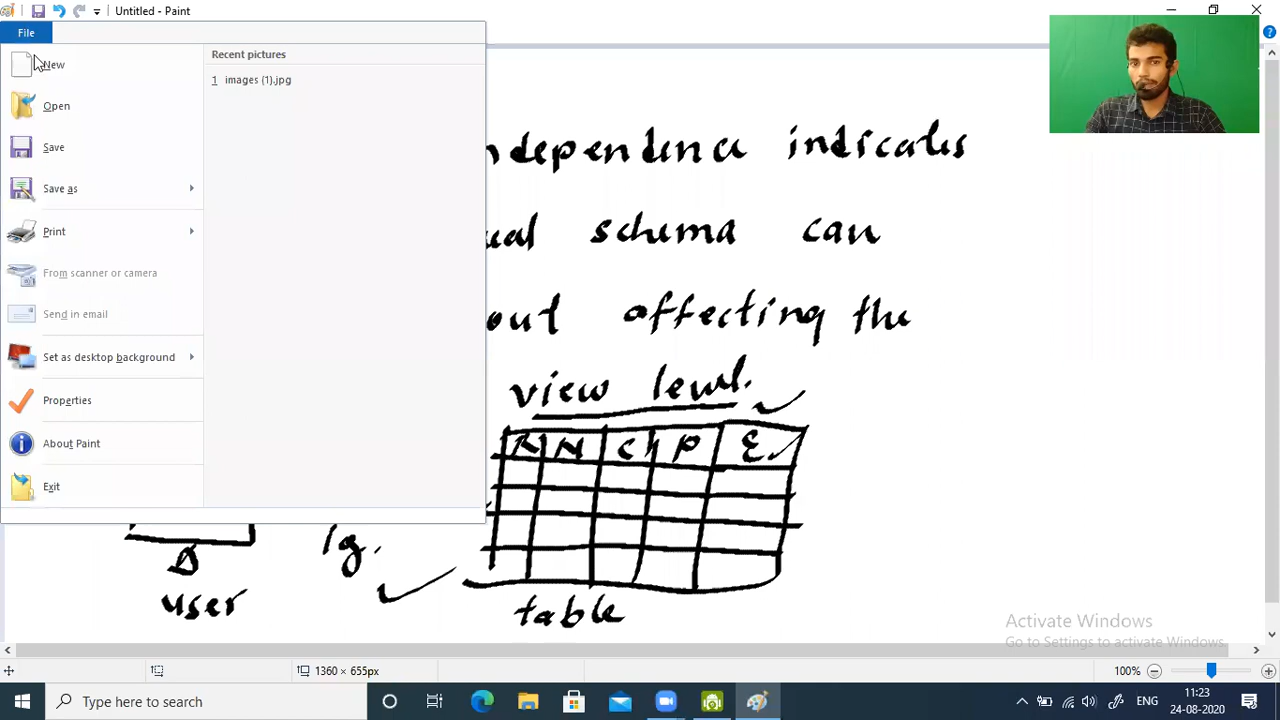 Untitled - Paint
File
New
Recent pictures
1 images (1).jpg
Open
Save
Save as
Print
From scanner or camera
Send in email
Set as desktop background
Properties
About Paint
Exit
ndependence indicates
ual schema can
out affecting the
view level.
R N C P E
lg.
user
table
Activate Windows
Go to Settings to activate Windows.
1360 × 655px
100%
Type here to search
ENG
11:23
24-08-2020